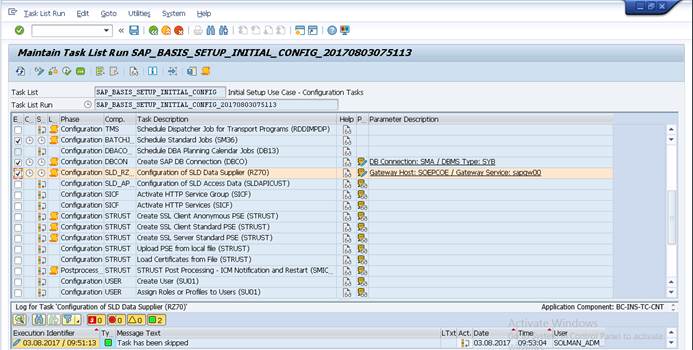 Task List Run Edit Goto Utilities System Help
Maintain Task List Run SAP_BASIS_SETUP_INITIAL_CONFIG_20170803075113
Task List SAP_BASIS_SETUP_INITIAL_CONFIG Initial Setup Use Case - Configuration Tasks
Task List Run SAP_BASIS_SETUP_INITIAL_CONFIG_20170803075113
E... C... S... L... Phase Comp. Task Description Help P... Parameter Description
Configuration TMS Schedule Dispatcher Job for Transport Programs (RDDIMPDP)
Configuration BATCHJ... Schedule Standard Jobs (SM36)
Configuration DBACO... Schedule DBA Planning Calendar Jobs (DB13)
Configuration DBCON Create SAP DB Connection (DBCO) DB Connection: SMA / DBMS Type: SYB
Configuration SLD_RZ... Configuration of SLD Data Supplier (RZ70) Gateway Host: SOEPCOE / Gateway Service: sapgw00
Configuration SLD_AP... Configuration of SLD Access Data (SLDAPICUST)
Configuration SICF Activate HTTP Service Group (SICF)
Configuration SICF Activate HTTP Services (SICF)
Configuration STRUST Create SSL Client Anonymous PSE (STRUST)
Configuration STRUST Create SSL Client Standard PSE (STRUST)
Configuration STRUST Create SSL Server Standard PSE (STRUST)
Configuration STRUST Upload PSE from local file (STRUST)
Configuration STRUST Load Certificates from File (STRUST)
Postprocess... STRUST STRUST Post Processing - ICM Notification and Restart (SMIC...
Configuration USER Create User (SU01)
Configuration USER Assign Roles or Profiles to Users (SU01)
Log for Task 'Configuration of SLD Data Supplier (RZ70)' Application Component: BC-INS-TC-CNT
0 0 0 2
Activate Windows
Execution Identifier Ty Message Text LTxt Act. Date Time User
Control Panel to activate
03.08.2017 / 09:51:13 Task has been skipped 03.08.2017 09:53:04 SOLMAN_ADM...